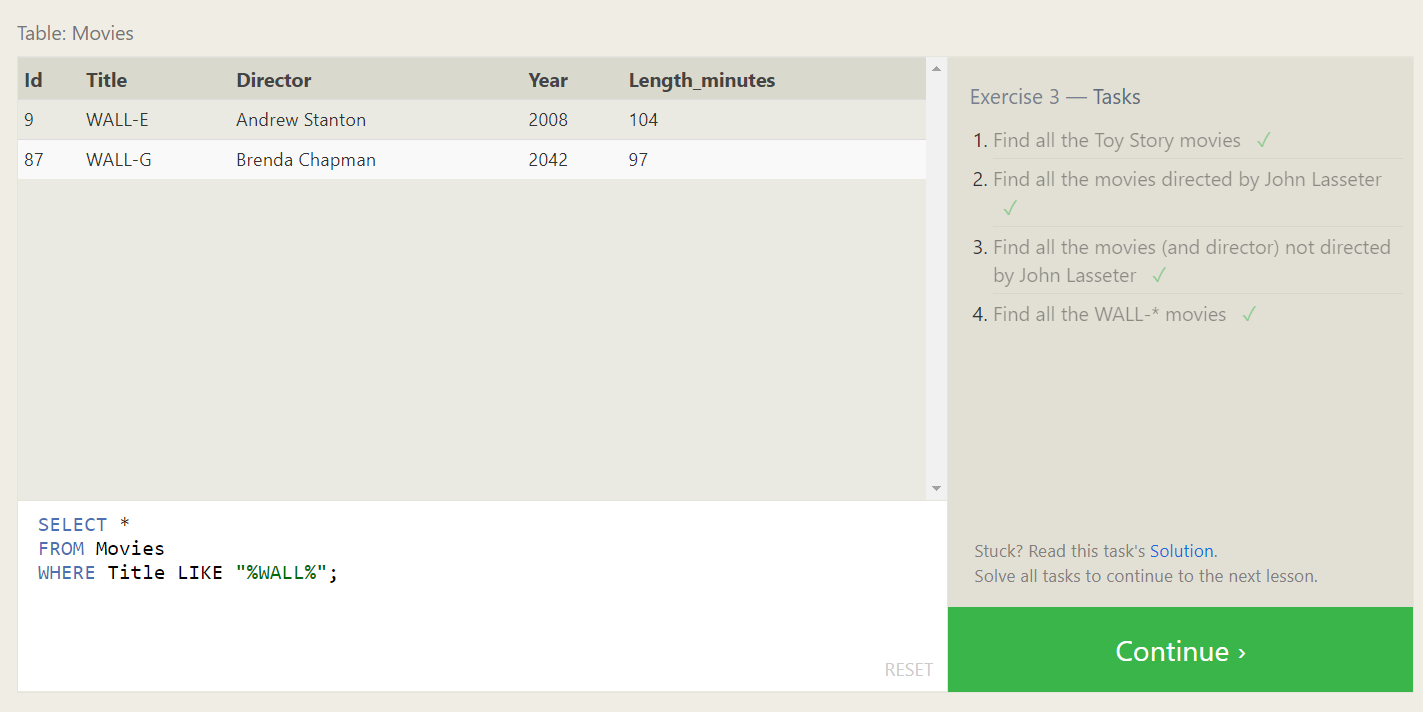 Table: Movies
Id Title Director Year Length_minutes
9 WALL-E Andrew Stanton 2008 104
87 WALL-G Brenda Chapman 2042 97
SELECT *
FROM Movies
WHERE Title LIKE "%WALL%";
RESET
Exercise 3 — Tasks
1. Find all the Toy Story movies ✓
2. Find all the movies directed by John Lasseter
✓
3. Find all the movies (and director) not directed
by John Lasseter ✓
4. Find all the WALL-* movies ✓
Stuck? Read this task's Solution.
Solve all tasks to continue to the next lesson.
Continue ›